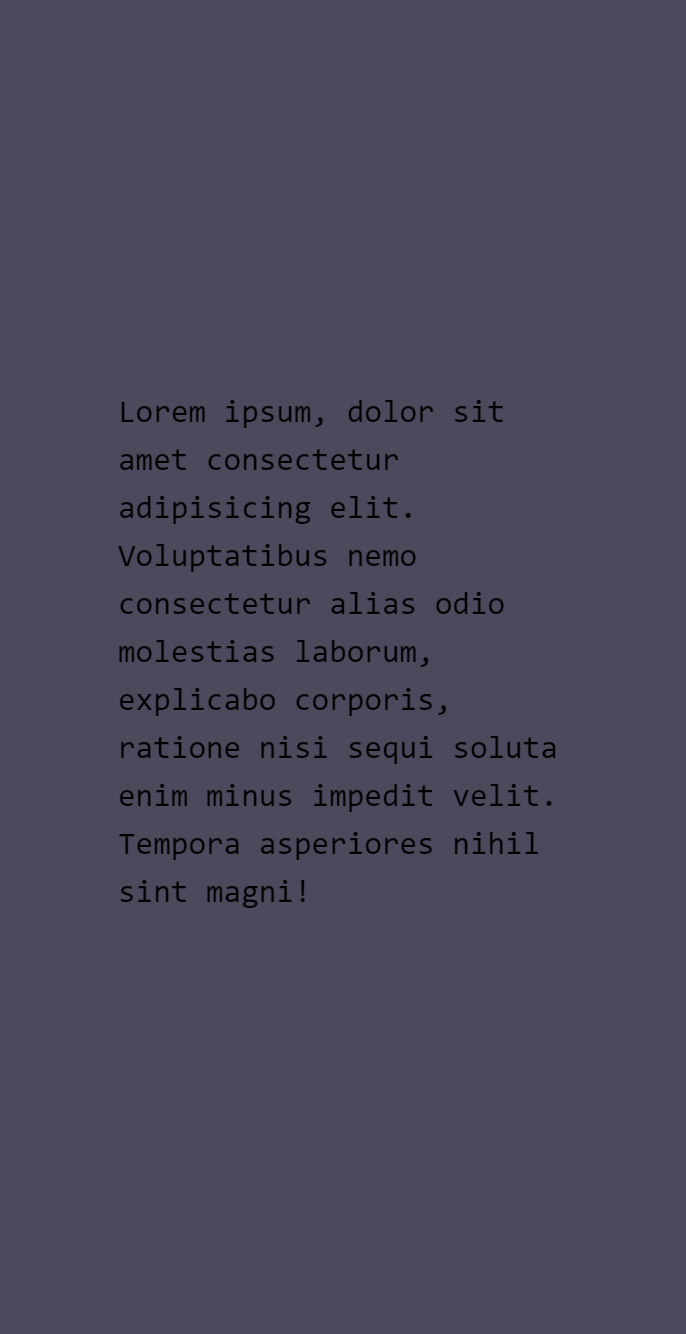 Lorem ipsum, dolor sit
amet consectetur
adipisicing elit.
Voluptatibus nemo
consectetur alias odio
molestias laborum,
explicabo corporis,
ratione nisi sequi soluta
enim minus impedit velit.
Tempora asperiores nihil
sint magni!